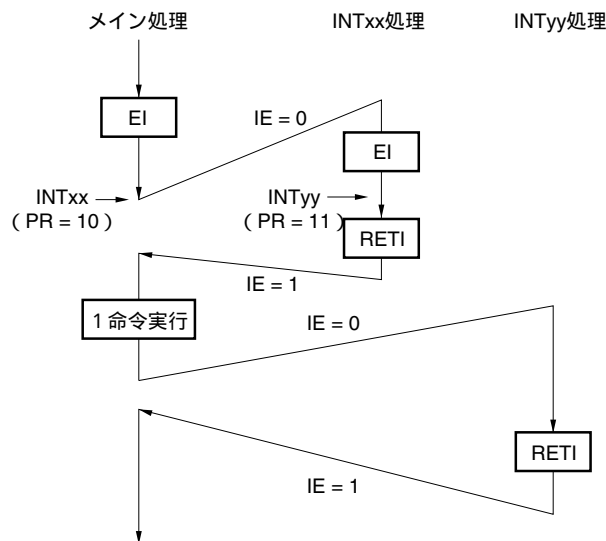 メイン処理
INTxx処理
INTyy処理
EI
IE = 0
EI
INTxx
(PR = 10)
INTyy
(PR = 11)
RETI
IE = 1
1 命令実行
IE = 0
RETI
IE = 1